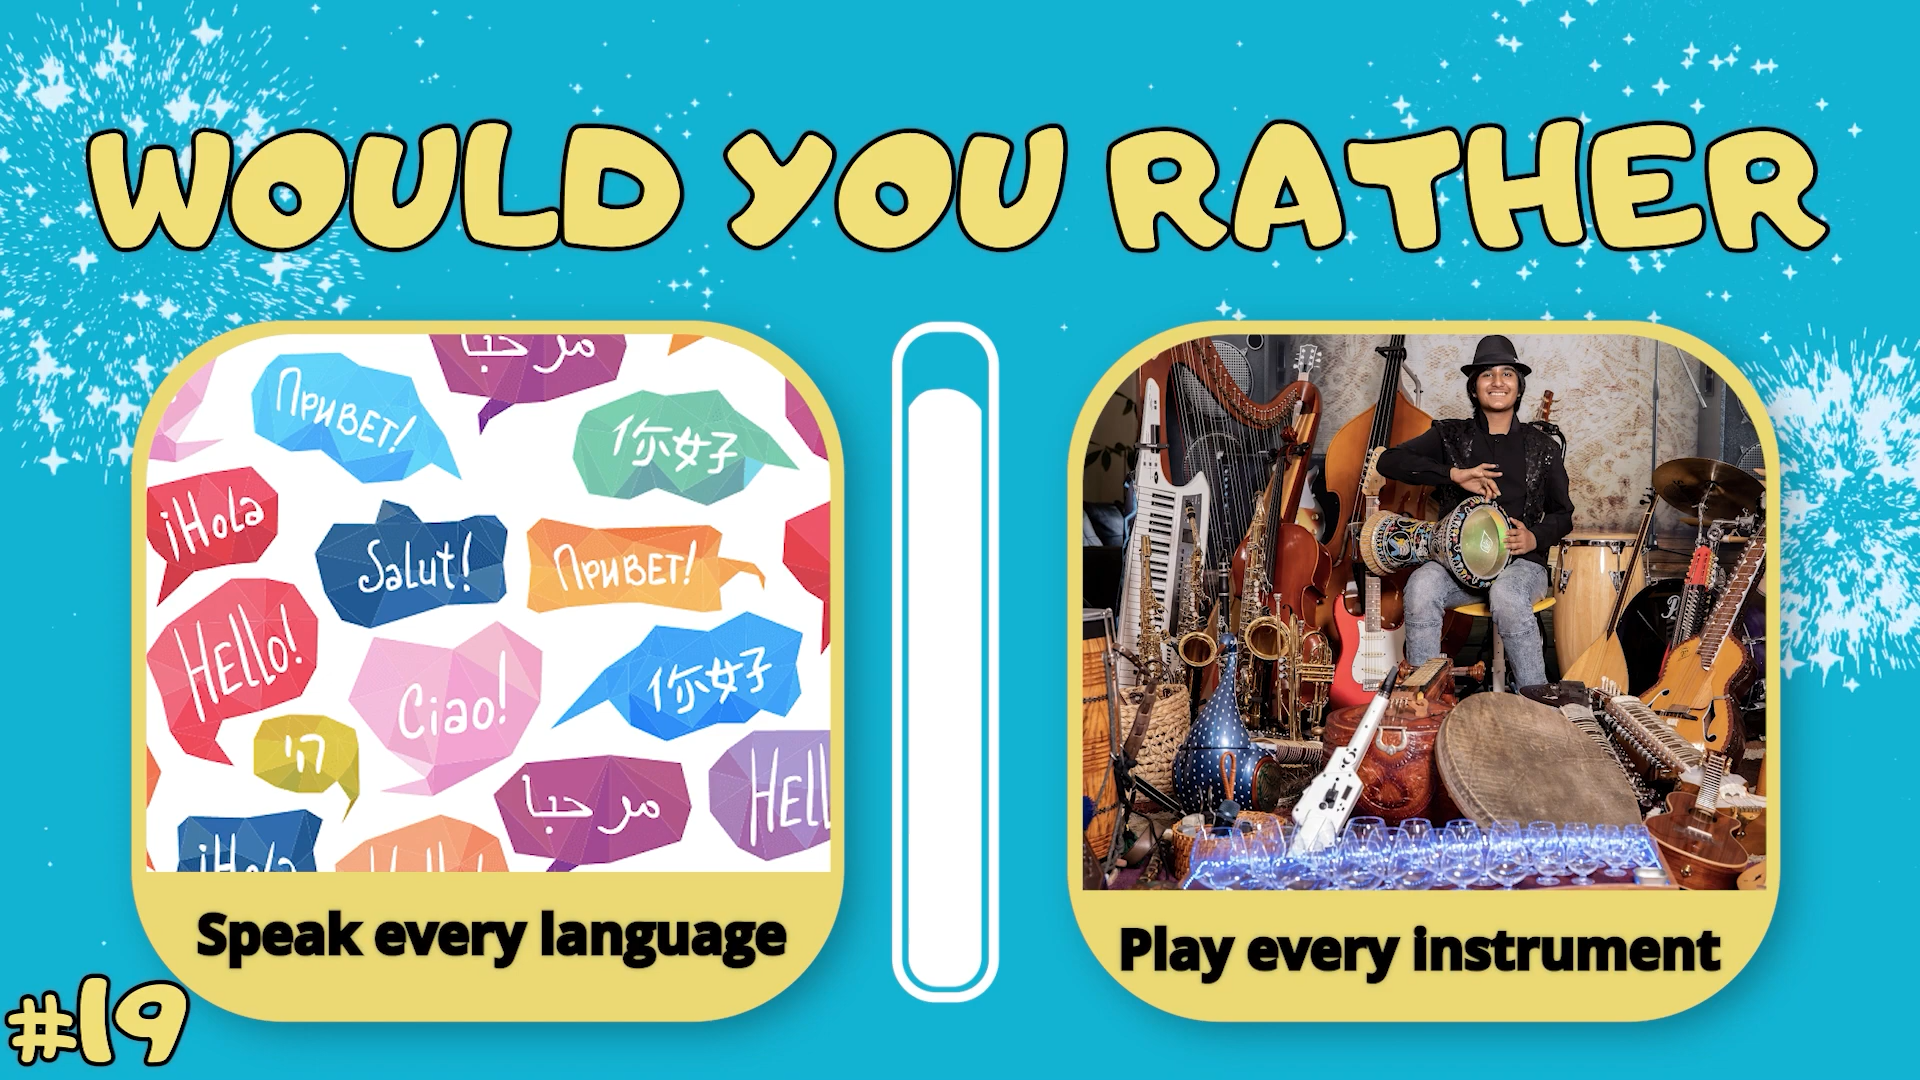 WOULD YOU RATHER
مرحبا
ПРИВЕТ!
你好
¡Hola
Salut!
ПРИВЕТ!
Hello!
Ciao!
你好
היי
مرحبا
Hell
¡Hola
Speak every language
Play every instrument
#19